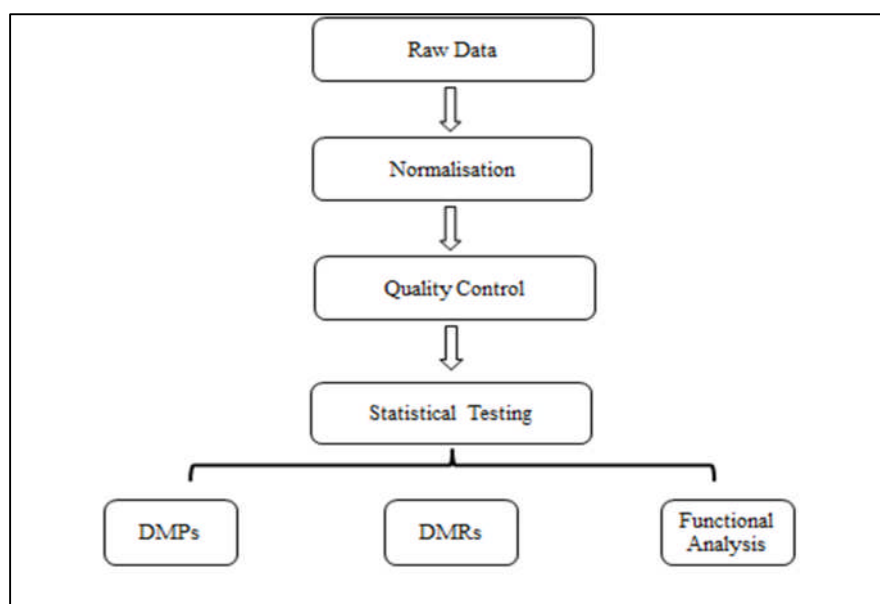 Raw Data
Normalisation
Quality Control
Statistical Testing
DMPs
DMRs
Functional
Analysis